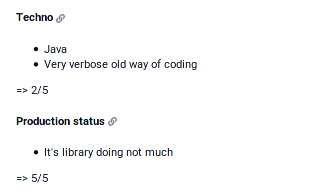 Techno
Java
Very verbose old way of coding
=> 2/5
Production status
It's library doing not much
=> 5/5